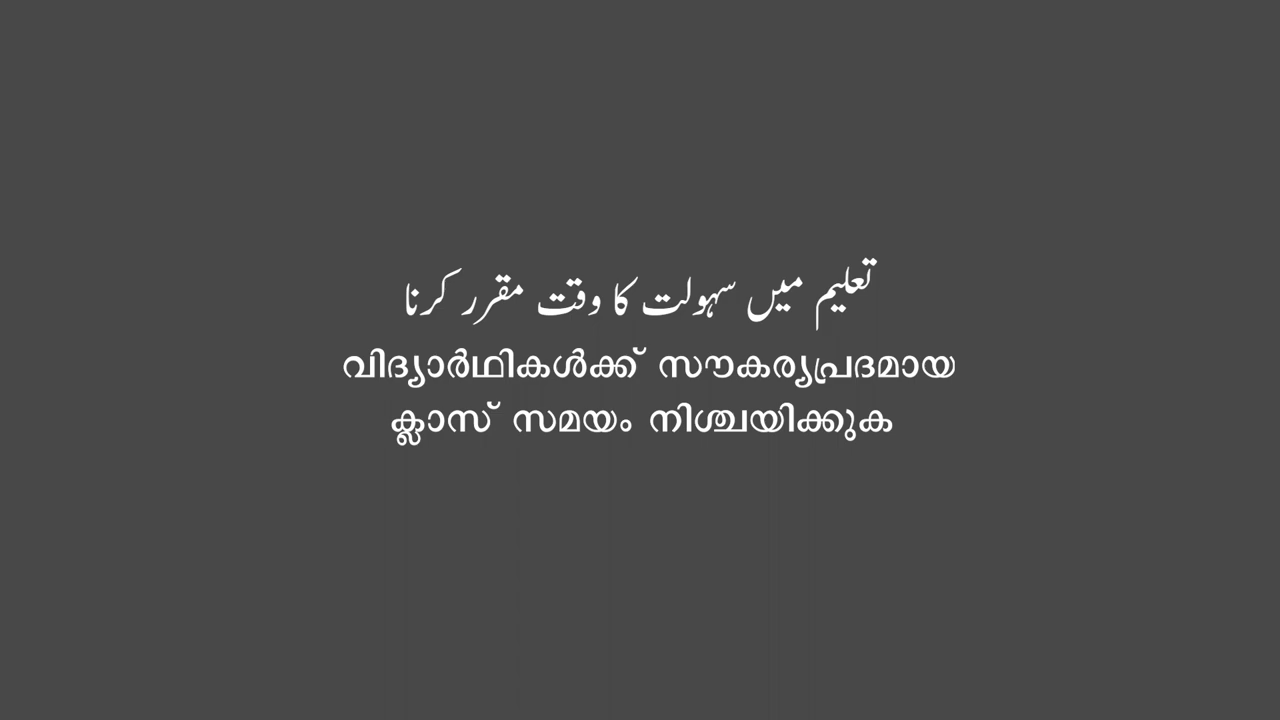 تعلیم میں سہولت کا وقت مقرر کرنا
വിദ്യാർഥികൾക്ക് സൗകര്യപ്രദമായ
ക്ലാസ് സമയം നിശ്ചയിക്കുക